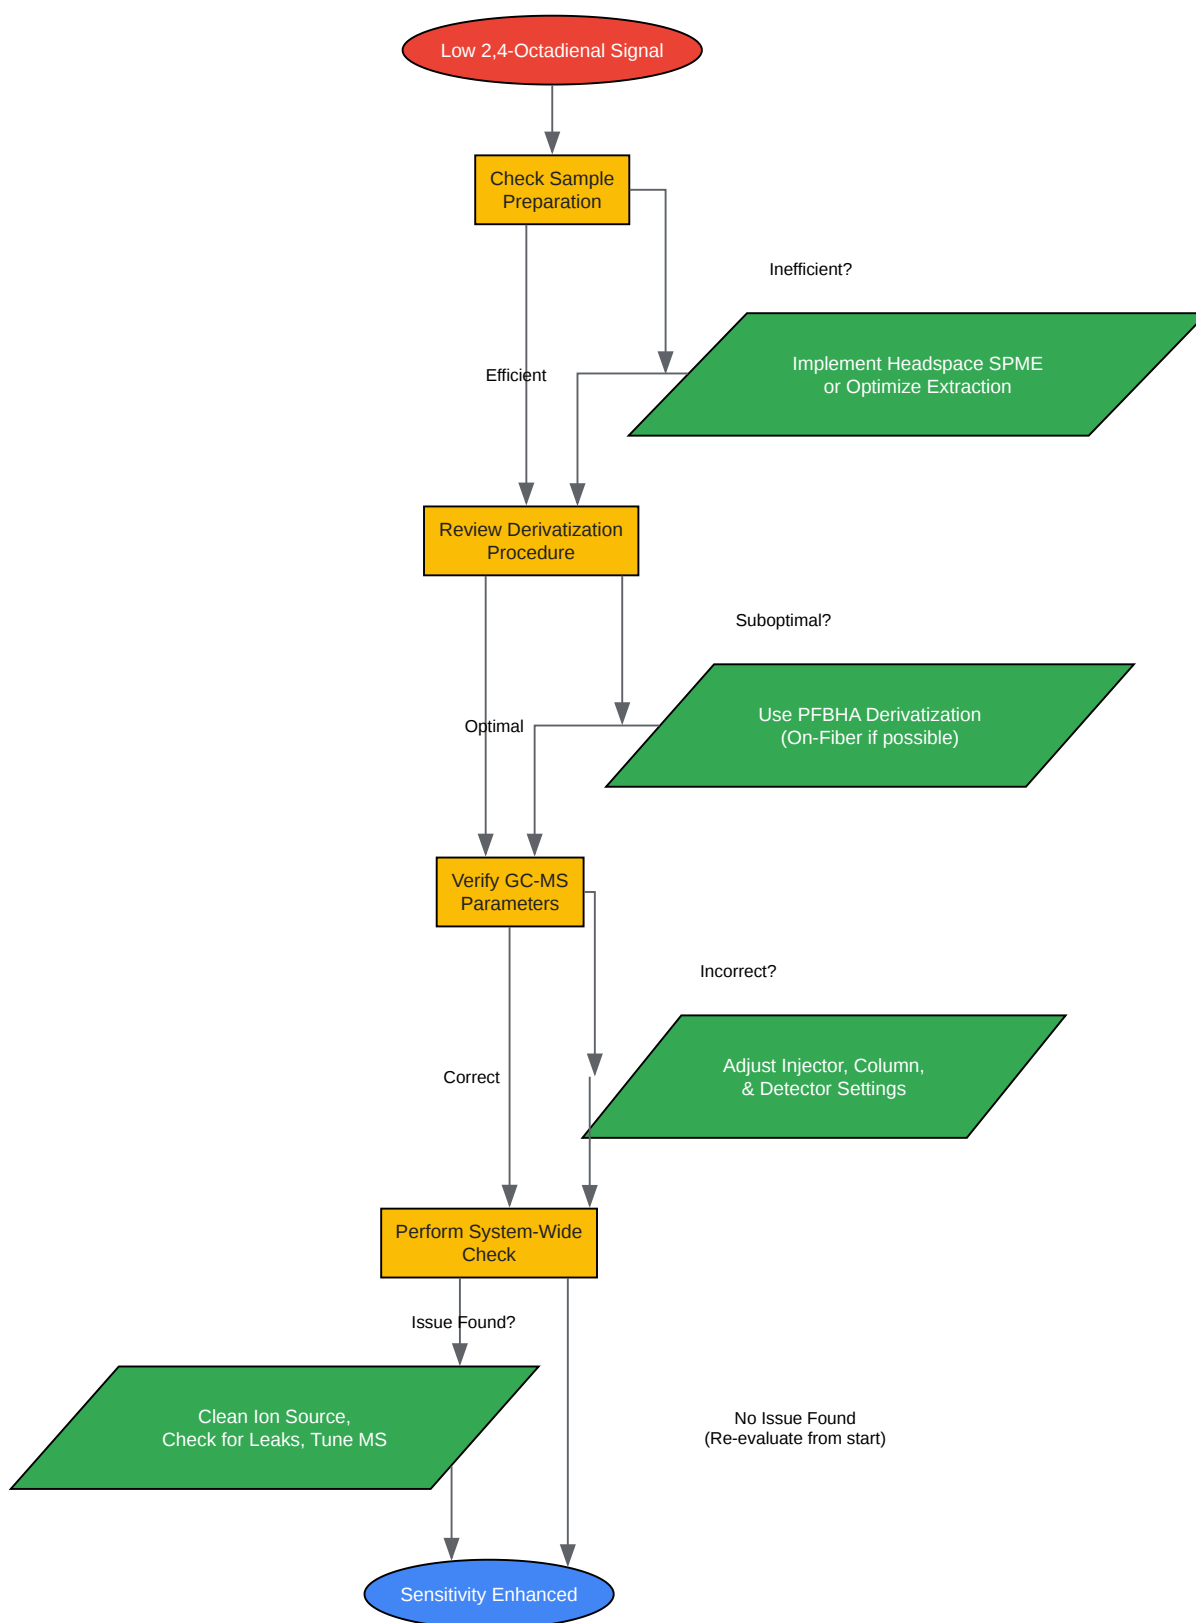 Low 2,4-Octadienal Signal
Check Sample
Preparation
Inefficient?
Implement Headspace SPME
or Optimize Extraction
Efficient
Review Derivatization
Procedure
Suboptimal?
Use PFBHA Derivatization
(On-Fiber if possible)
Optimal
Verify GC-MS
Parameters
Incorrect?
Adjust Injector, Column,
& Detector Settings
Correct
Perform System-Wide
Check
Issue Found?
Clean Ion Source,
Check for Leaks, Tune MS
No Issue Found
(Re-evaluate from start)
Sensitivity Enhanced